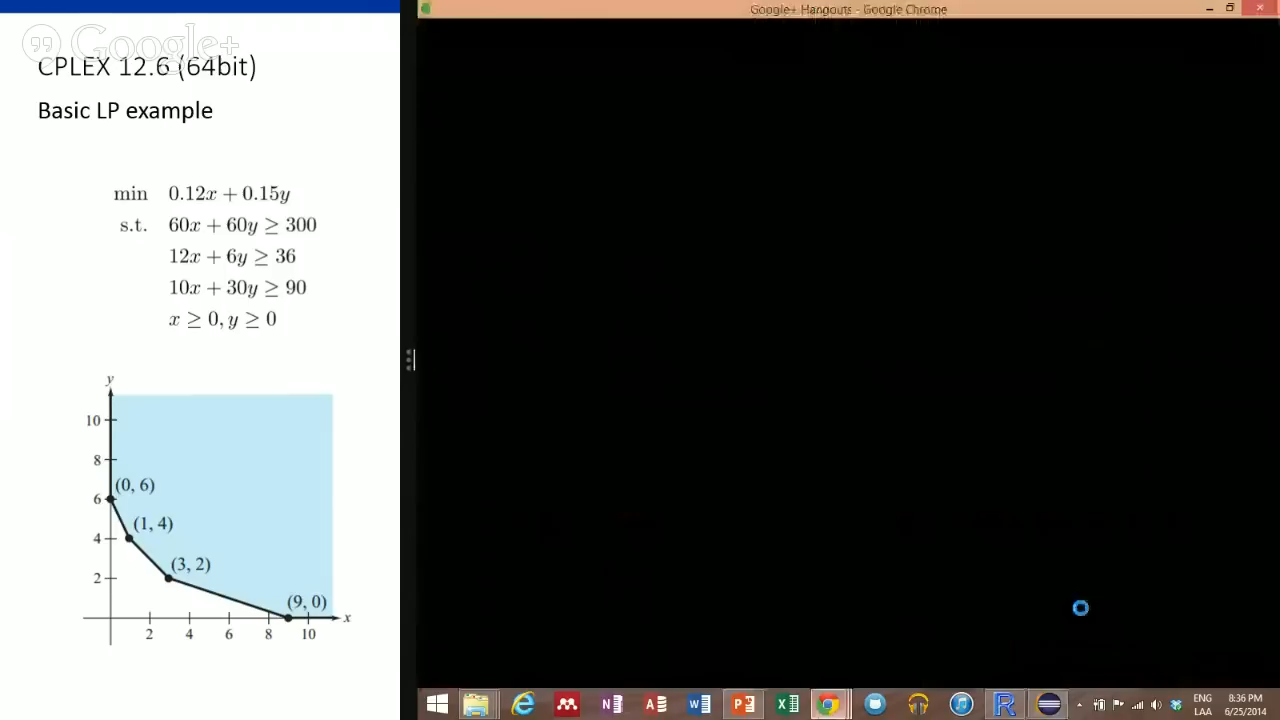 Google+ Hangouts - Google Chrome
Google+
CPLEX 12.6 (64bit)
Basic LP example
min 0.12x + 0.15y
s.t. 60x + 60y ≥ 300
12x + 6y ≥ 36
10x + 30y ≥ 90
x ≥ 0, y ≥ 0
y
10
8
(0, 6)
6
(1, 4)
4
(3, 2)
2
(9, 0)
x
2 4 6 8 10
ENG 8:36 PM
LAA 6/25/2014